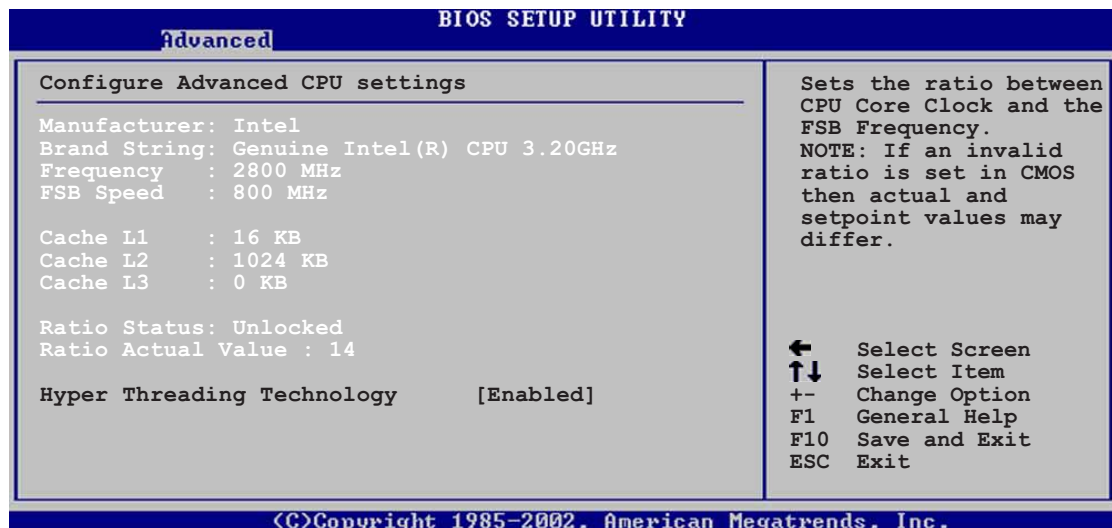 BIOS SETUP UTILITY
Advanced
Configure Advanced CPU settings
Manufacturer: Intel
Brand String: Genuine Intel(R) CPU 3.20GHz
Frequency : 2800 MHz
FSB Speed : 800 MHz
Cache L1 : 16 KB
Cache L2 : 1024 KB
Cache L3 : 0 KB
Ratio Status: Unlocked
Ratio Actual Value : 14
Hyper Threading Technology [Enabled]
Sets the ratio between
CPU Core Clock and the
FSB Frequency.
NOTE: If an invalid
ratio is set in CMOS
then actual and
setpoint values may
differ.
← Select Screen
↑↓ Select Item
+- Change Option
F1 General Help
F10 Save and Exit
ESC Exit
(C)Copyright 1985-2002, American Megatrends, Inc.